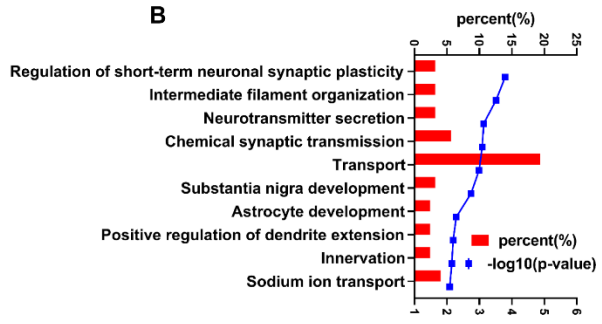 B
percent(%)
0 5 10 15 20 25
Regulation of short-term neuronal synaptic plasticity
Intermediate filament organization
Neurotransmitter secretion
Chemical synaptic transmission
Transport
Substantia nigra development
Astrocyte development
Positive regulation of dendrite extension
Innervation
Sodium ion transport
percent(%)
-log10(p-value)
1 2 3 4 5 6